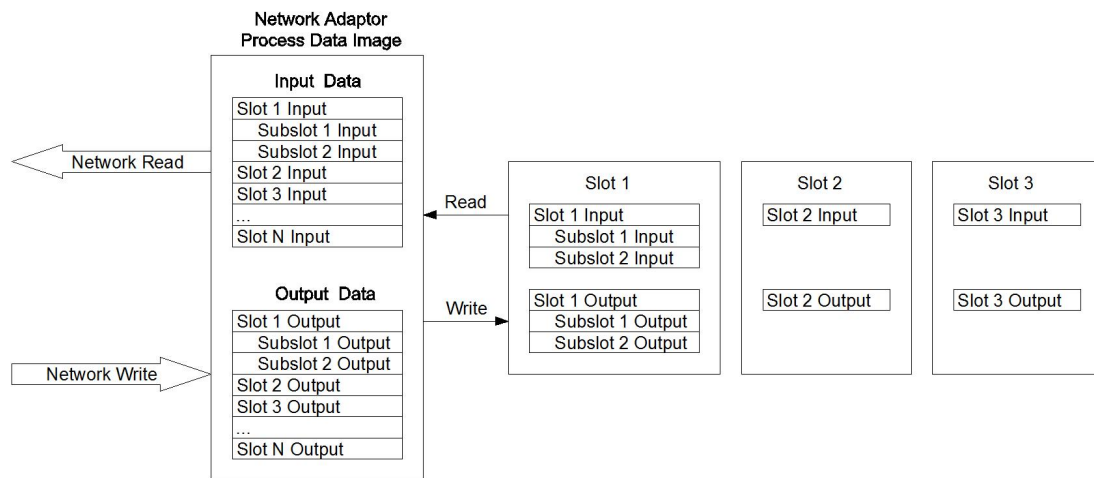 Network Adaptor
Process Data Image
Input Data
Slot 1 Input
Subslot 1 Input
Subslot 2 Input
Slot 2 Input
Slot 3 Input
...
Slot N Input
Output Data
Slot 1 Output
Subslot 1 Output
Subslot 2 Output
Slot 2 Output
Slot 3 Output
...
Slot N Output
Network Read
Network Write
Read
Write
Slot 1
Slot 1 Input
Subslot 1 Input
Subslot 2 Input
Slot 1 Output
Subslot 1 Output
Subslot 2 Output
Slot 2
Slot 2 Input
Slot 2 Output
Slot 3
Slot 3 Input
Slot 3 Output